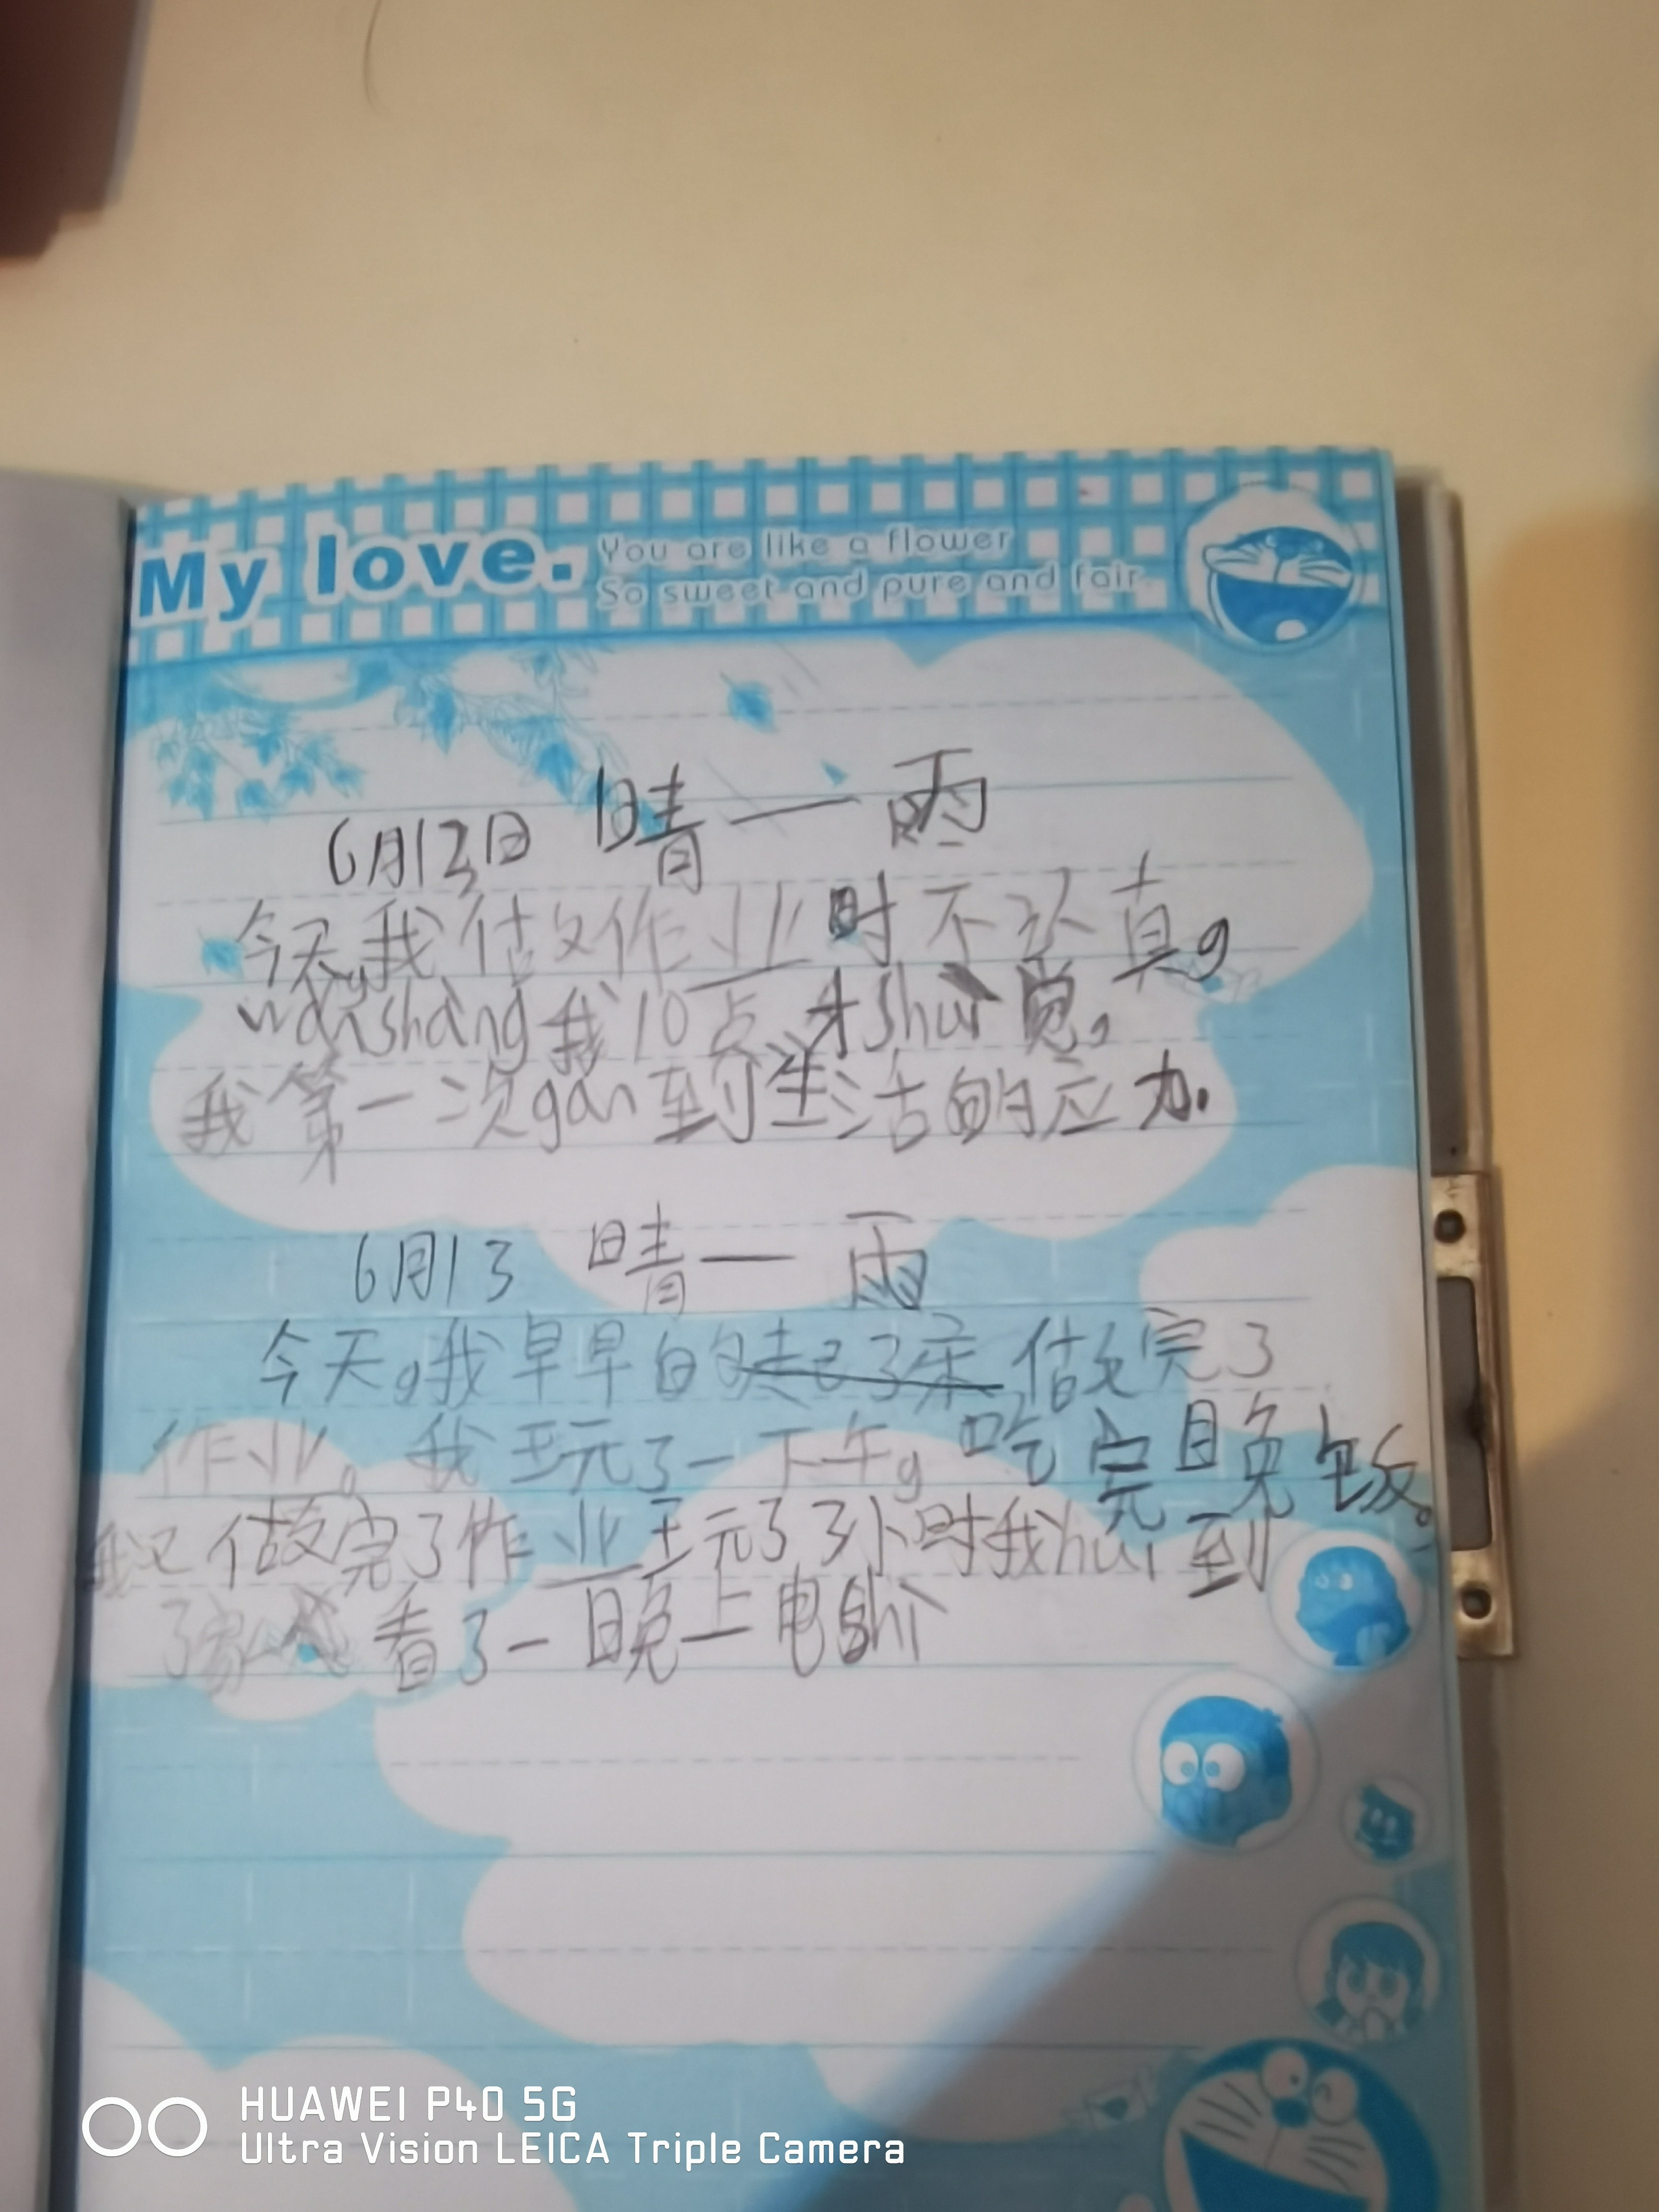 My love.
You are like a flower
So sweet and pure and fair.
6月13日 晴一雨
今天,我做作业时不认真。
wanshang我10点才shui觉。
我第一次gan到生活的应力.
6月13 晴一雨
今天,我早早的起了床做完了
作业。我玩了一下午,吃完晚饭。
我又做完了作业玩了3小时我hui到
了家 看了一晚上电shi
HUAWEI P40 5G
Ultra Vision LEICA Triple Camera